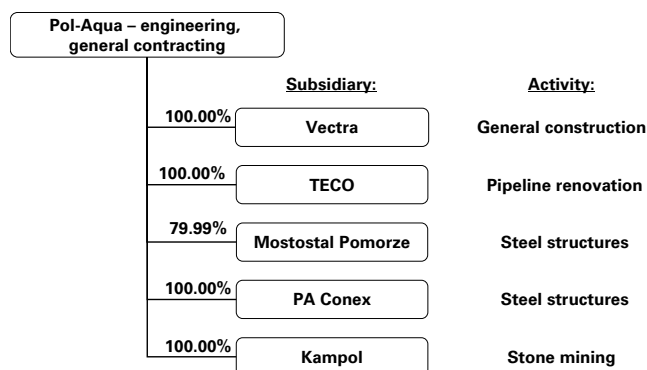 Pol-Aqua – engineering,
general contracting
Subsidiary: Activity:
100.00% Vectra General construction
100.00% TECO Pipeline renovation
79.99% Mostostal Pomorze Steel structures
100.00% PA Conex Steel structures
100.00% Kampol Stone mining